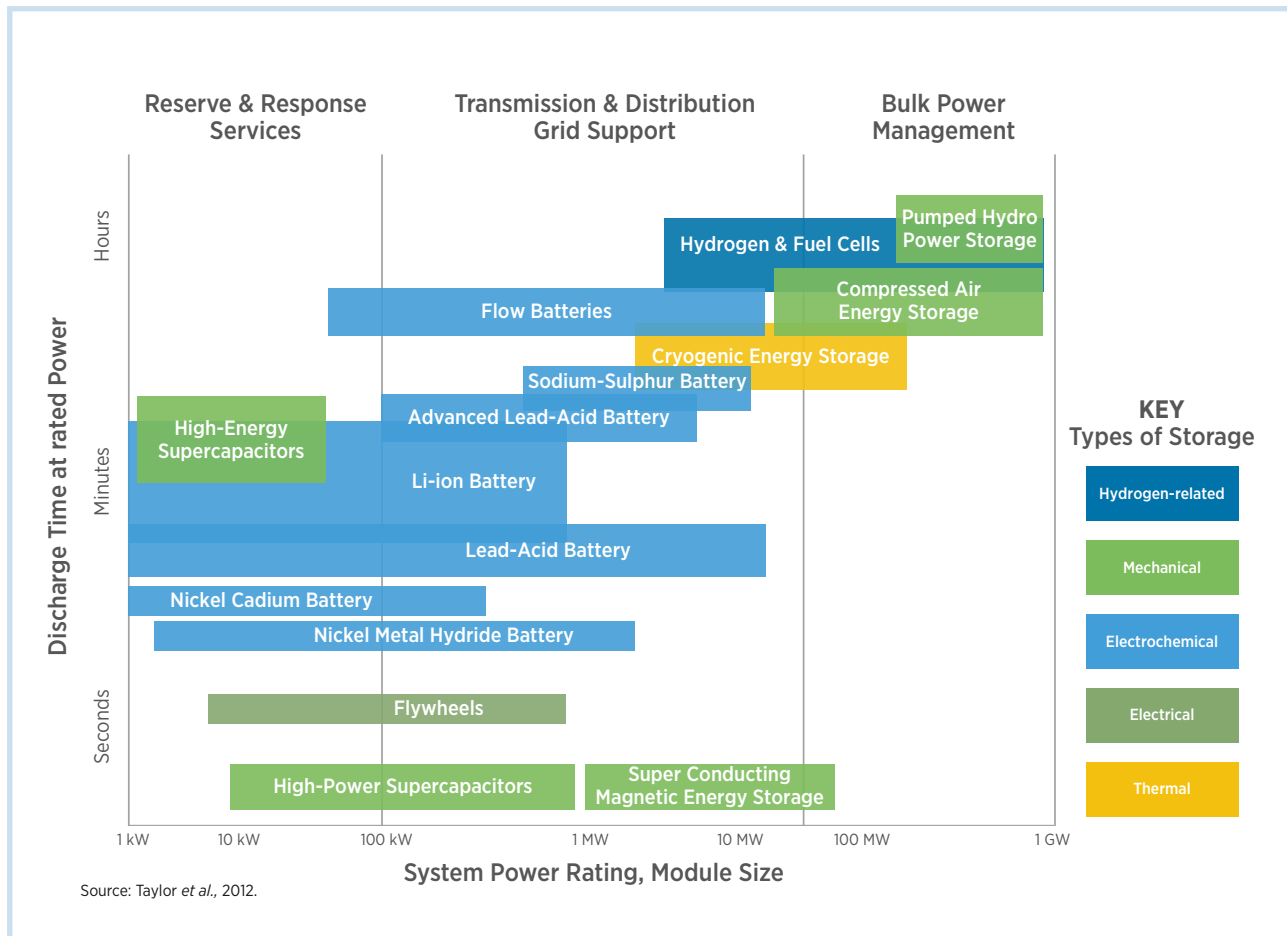 Reserve & Response
Services
Transmission & Distribution
Grid Support
Bulk Power
Management
Discharge Time at rated Power
Hours
Minutes
Seconds
Pumped Hydro
Power Storage
Hydrogen & Fuel Cells
Compressed Air
Energy Storage
Flow Batteries
Cryogenic Energy Storage
Sodium-Sulphur Battery
Advanced Lead-Acid Battery
High-Energy
Supercapacitors
Li-ion Battery
Lead-Acid Battery
Nickel Cadium Battery
Nickel Metal Hydride Battery
Flywheels
High-Power Supercapacitors
Super Conducting
Magnetic Energy Storage
1 kW
10 kW
100 kW
1 MW
10 MW
100 MW
1 GW
System Power Rating, Module Size
KEY
Types of Storage
Hydrogen-related
Mechanical
Electrochemical
Electrical
Thermal
Source: Taylor et al., 2012.